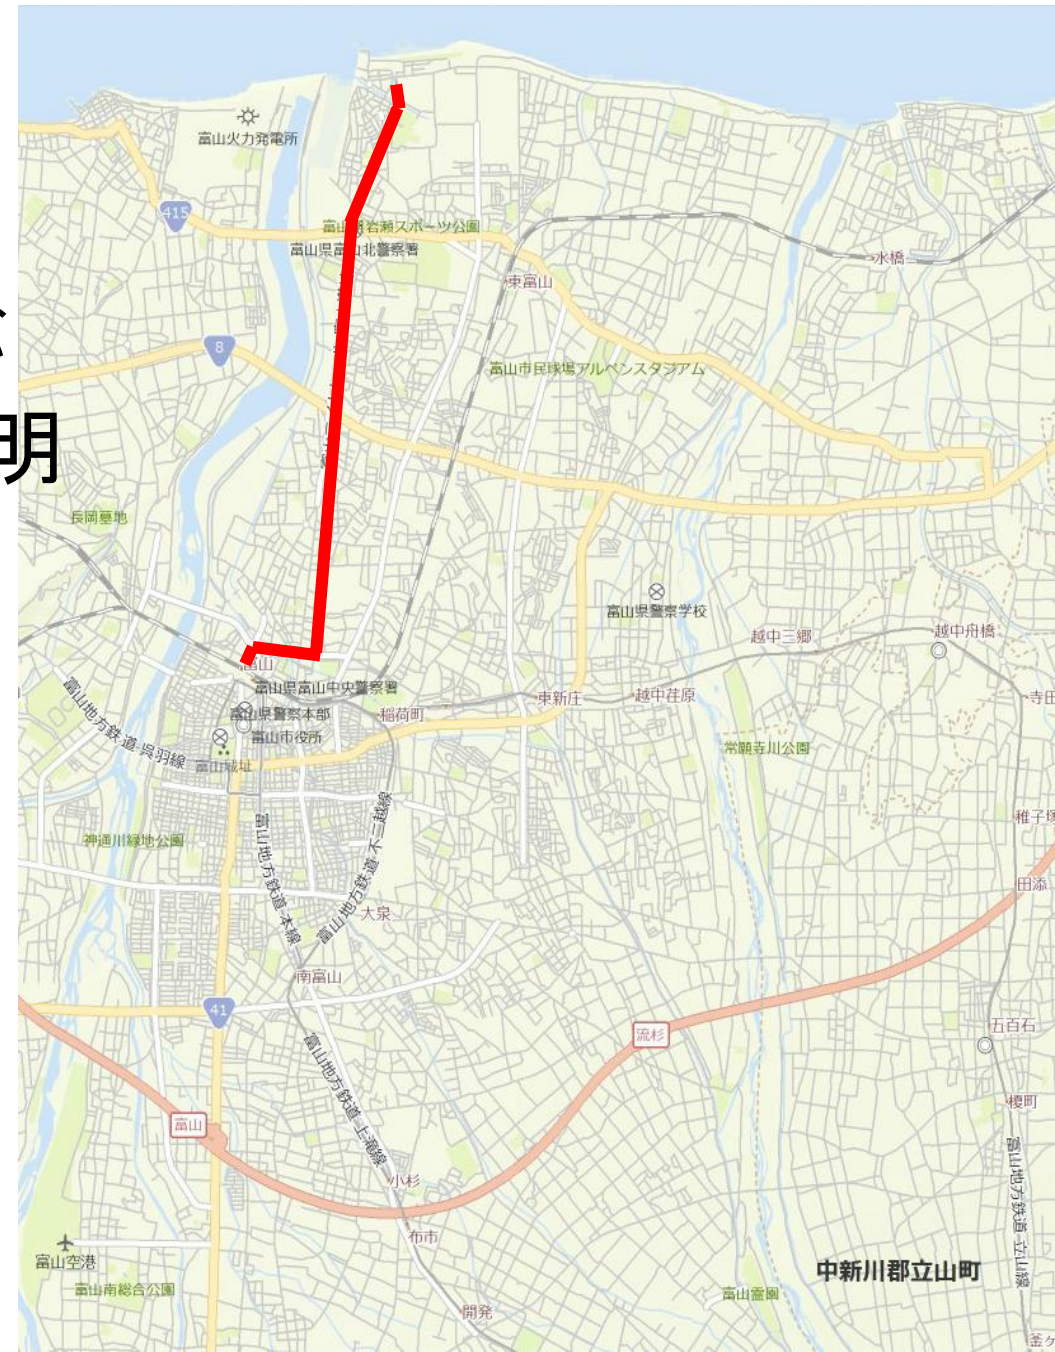 富山火力発電所
415
富山県岩瀬スポーツ公園
富山県富山北警察署
水橋
東富山
8
富山市民球場アルペンスタジアム
明
長岡墓地
富山県警察学校
越中三郷
越中舟橋
富山
富山県富山中央警察署
東新庄
越中荏原
寺田
富山県警察本部
稲荷町
富山地方鉄道 呉羽線
富山市役所
常願寺川公園
富山城址
富山地方鉄道 不二越線
稚子塚
神通川緑地公園
富山地方鉄道 本線
田添
大泉
南富山
41
流杉
五百石
富山地方鉄道 上滝線
榎町
富山
小杉
富山地方鉄道 立山線
布市
富山空港
中新川郡立山町
富山南総合公園
富山霊園
開発
釜ケ